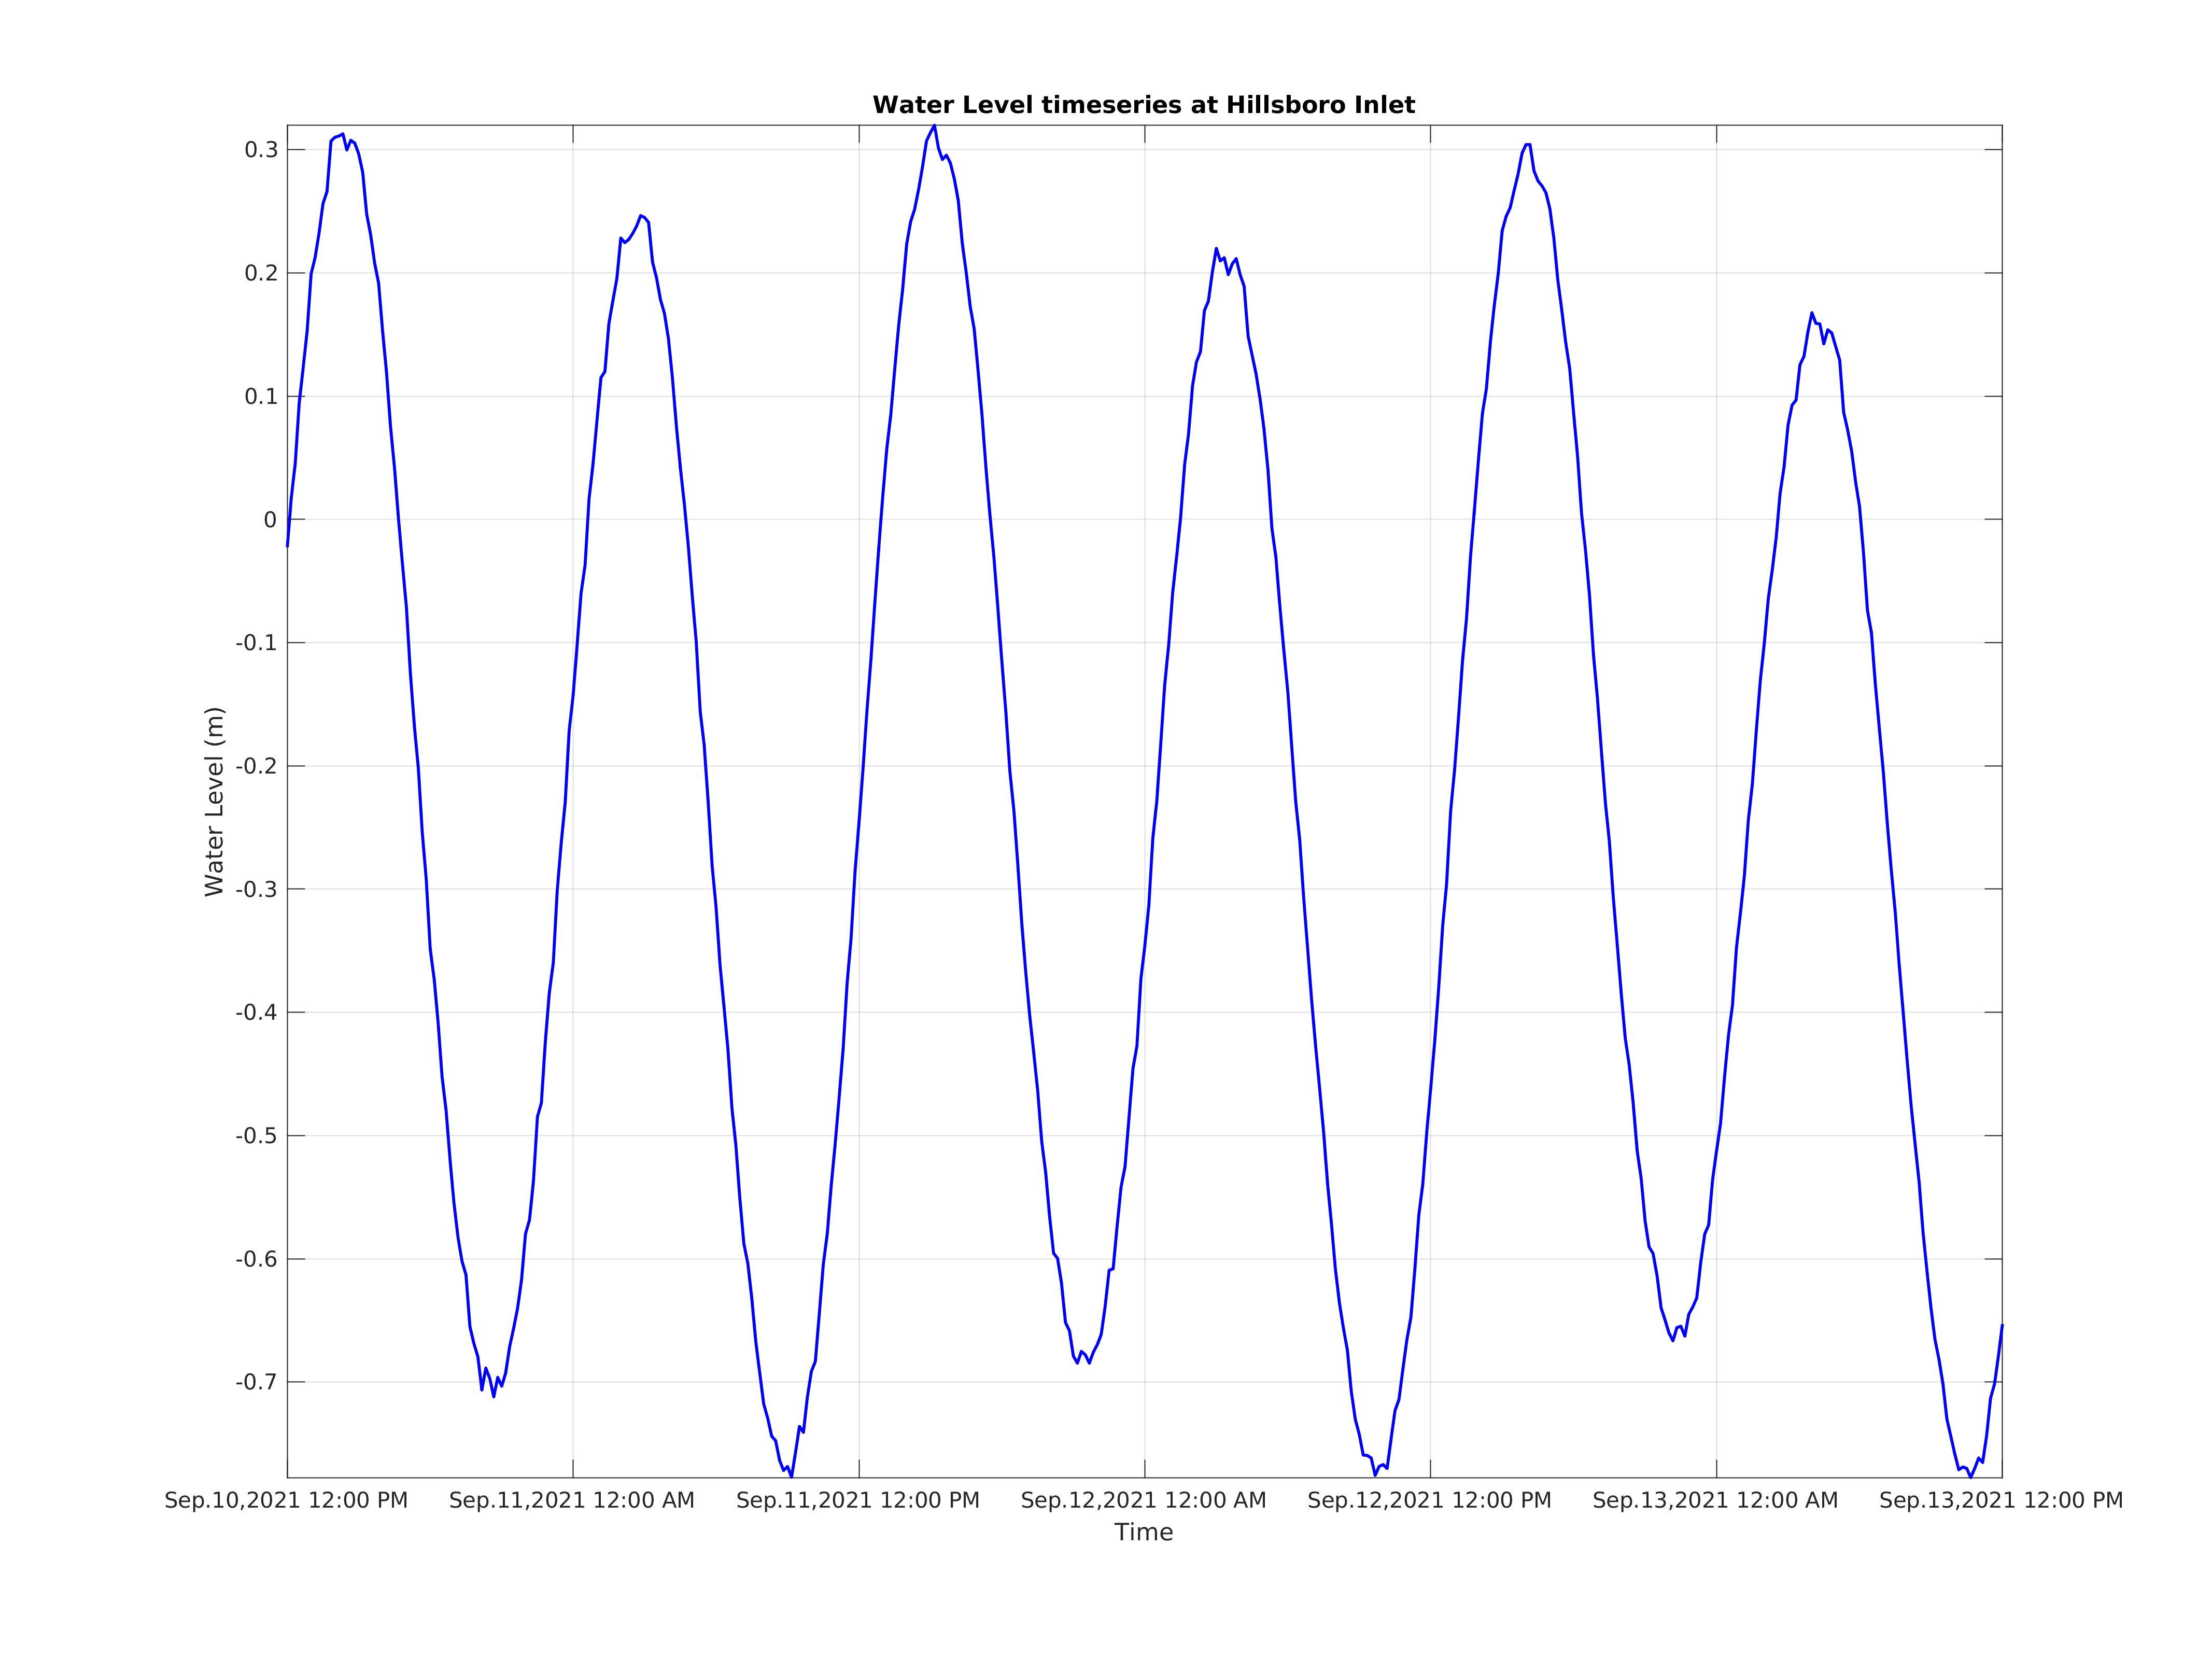 Water Level timeseries at Hillsboro Inlet
0.3
0.2
0.1
0
-0.1
-0.2
-0.3
-0.4
-0.5
-0.6
-0.7
Water Level (m)
Sep.10,2021 12:00 PM Sep.11,2021 12:00 AM Sep.11,2021 12:00 PM Sep.12,2021 12:00 AM Sep.12,2021 12:00 PM Sep.13,2021 12:00 AM Sep.13,2021 12:00 PM
Time